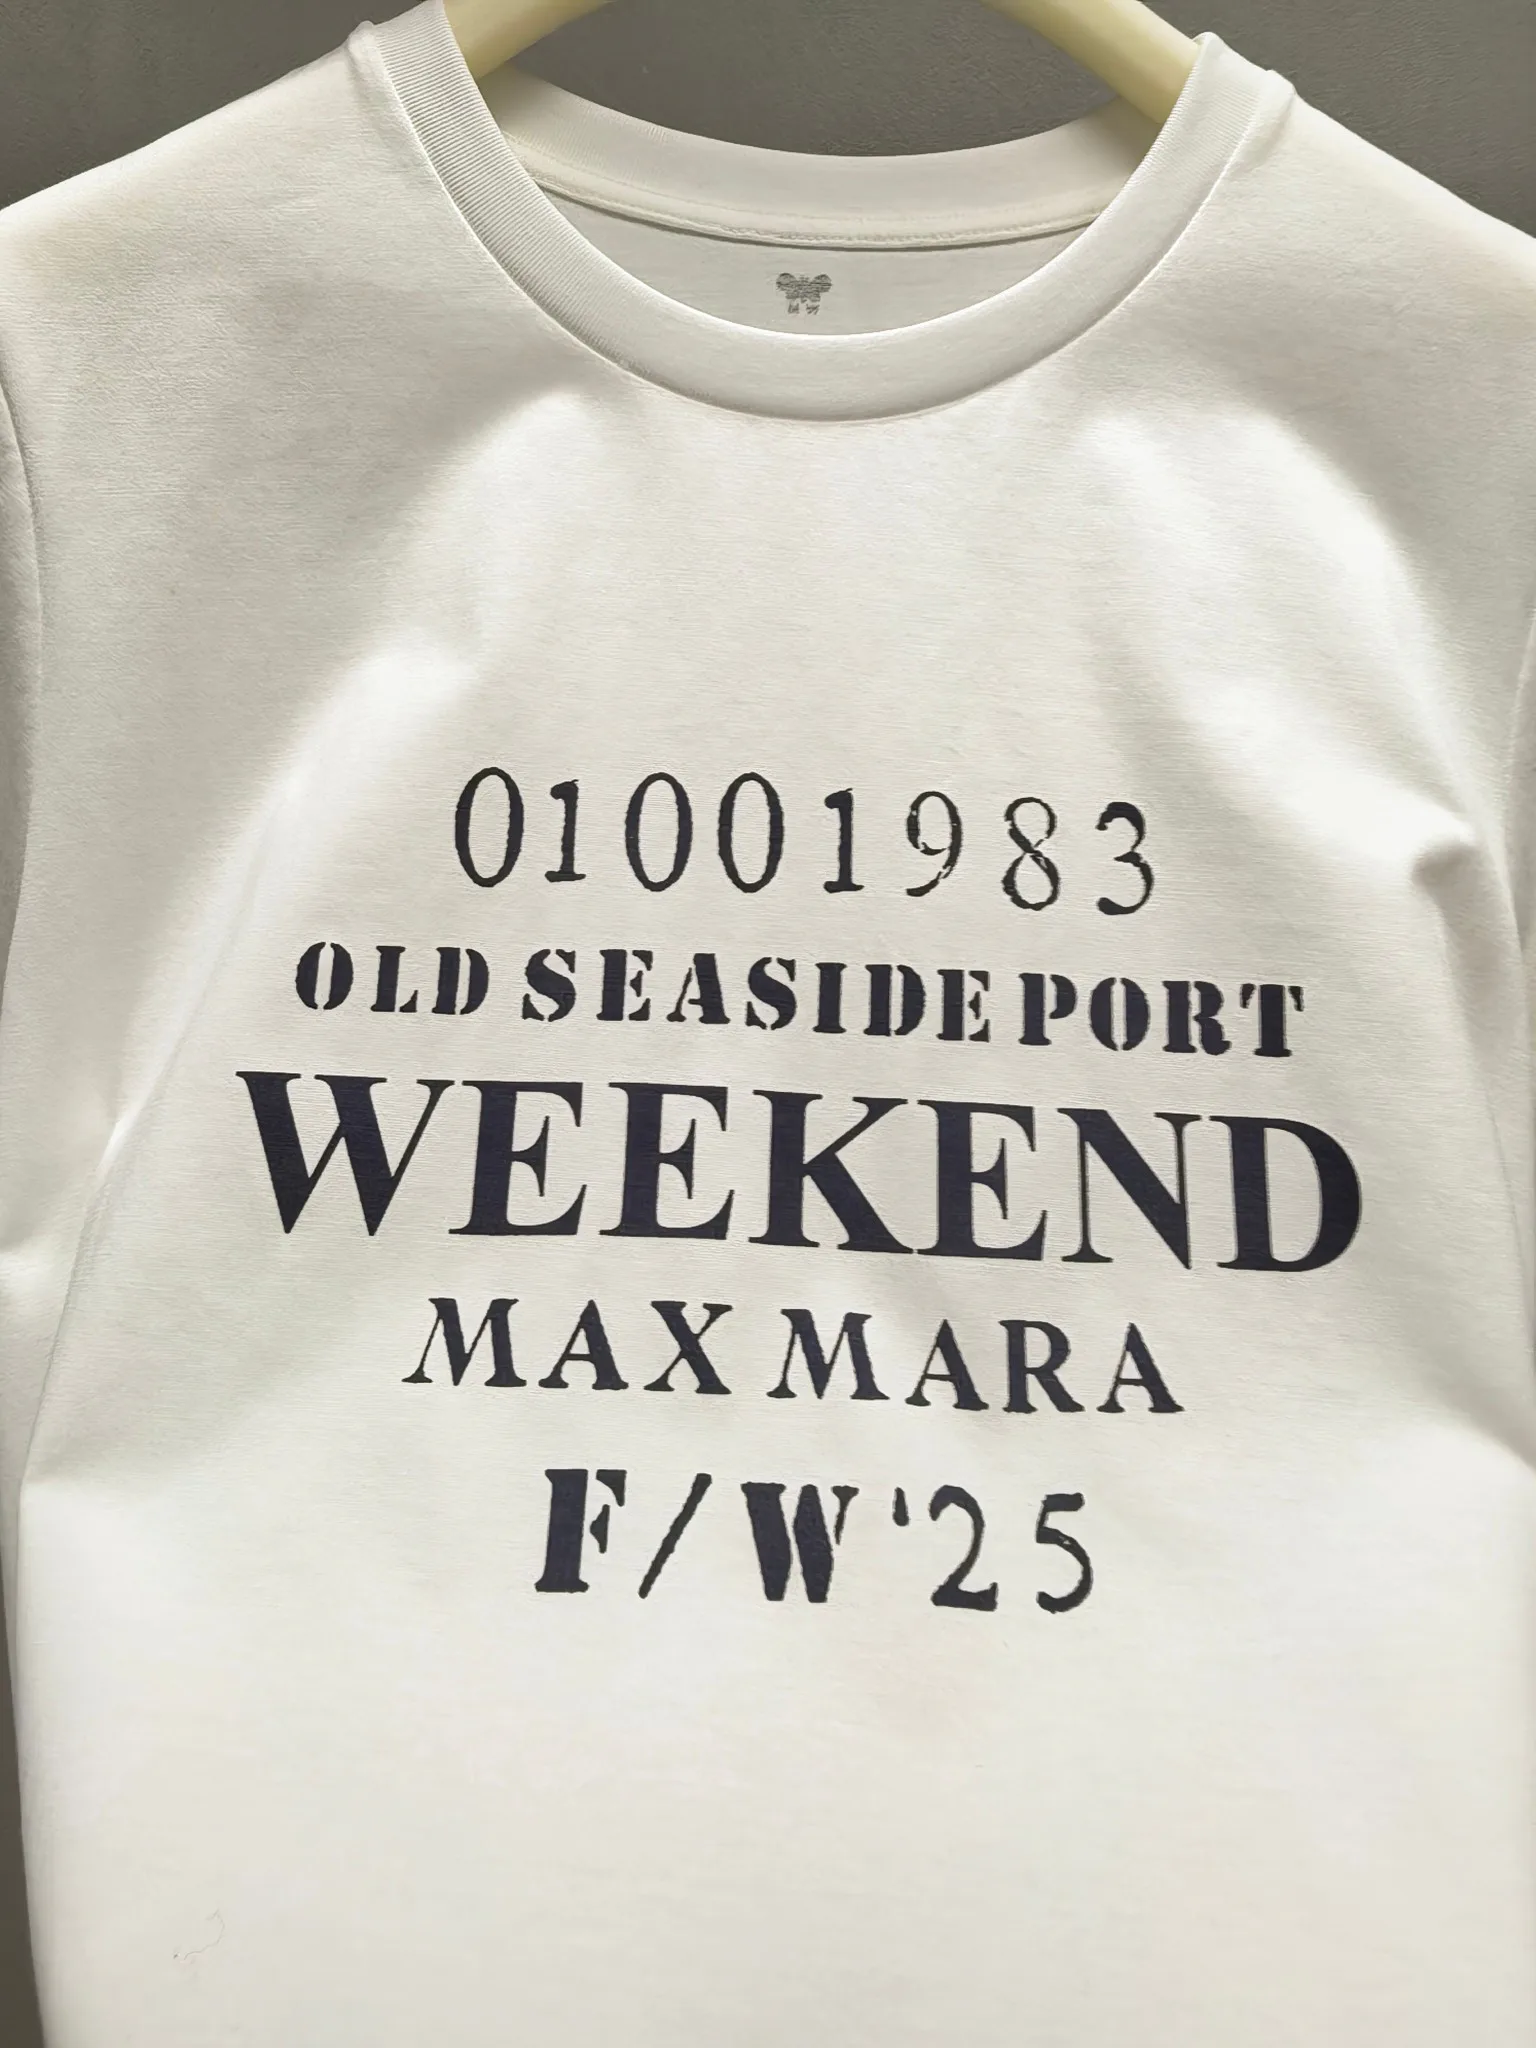 01001983
OLD SEASIDE PORT
WEEKEND
MAX MARA
F/W '25